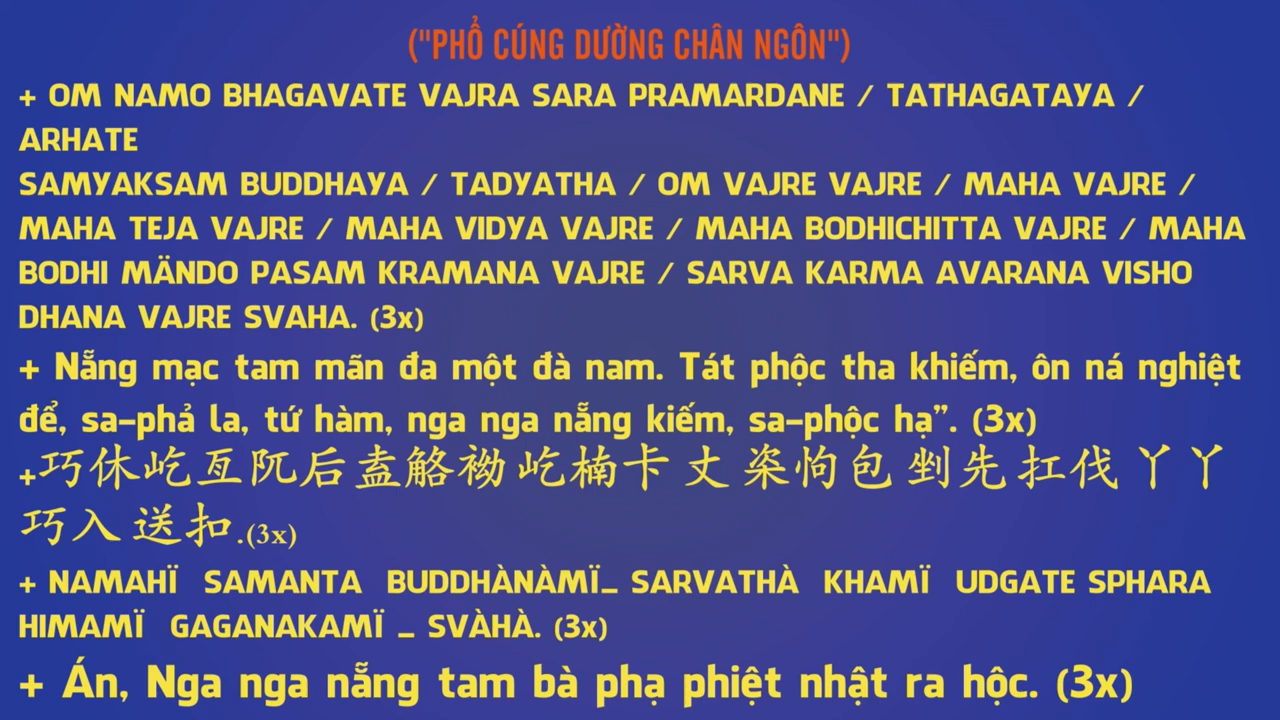 ("PHỔ CÚNG DƯỜNG CHÂN NGÔN")
+ OM NAMO BHAGAVATE VAJRA SARA PRAMARDANE / TATHAGATAYA /
ARHATE
SAMYAKSAM BUDDHAYA / TADYATHA / OM VAJRE VAJRE / MAHA VAJRE /
MAHA TEJA VAJRE / MAHA VIDYA VAJRE / MAHA BODHICHITTA VAJRE / MAHA
BODHI MÄNDO PASAM KRAMANA VAJRE / SARVA KARMA AVARANA VISHO
DHANA VAJRE SVAHA. (3x)
+ Nẵng mạc tam mãn đa một đà nam. Tát phộc tha khiếm, ôn ná nghiệt
để, sa-phả la, tứ hàm, nga nga nẵng kiếm, sa-phộc hạ”. (3x)
+巧休屹亙阢后盍觡袎屹楠卡丈 桼怐包 剉先扛伐丫丫
巧入送扣.(3x)
+ NAMAHÏ SAMANTA BUDDHÀNÀMÏ_ SARVATHÀ KHAMÏ UDGATE SPHARA
HIMAMÏ GAGANAKAMÏ _ SVÀHÀ. (3x)
+ Án, Nga nga nẵng tam bà phạ phiệt nhật ra hộc. (3x)